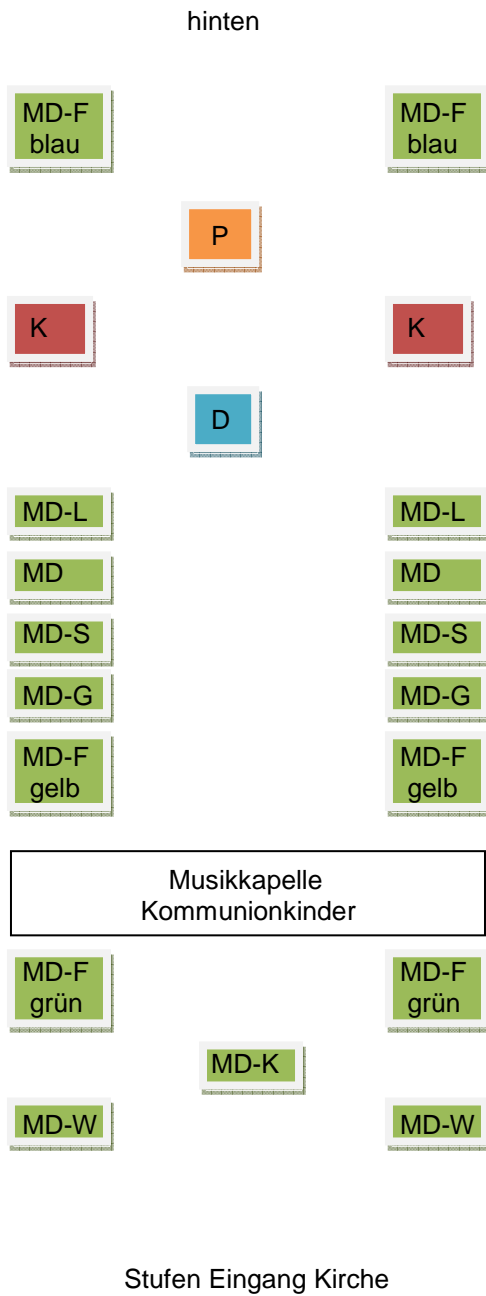 hinten
MD-F MD-F
blau blau
P
K K
D
MD-L MD-L
MD MD
MD-S MD-S
MD-G MD-G
MD-F MD-F
gelb gelb
Musikkapelle
Kommunionkinder
MD-F MD-F
grün grün
MD-K
MD-W MD-W
Stufen Eingang Kirche